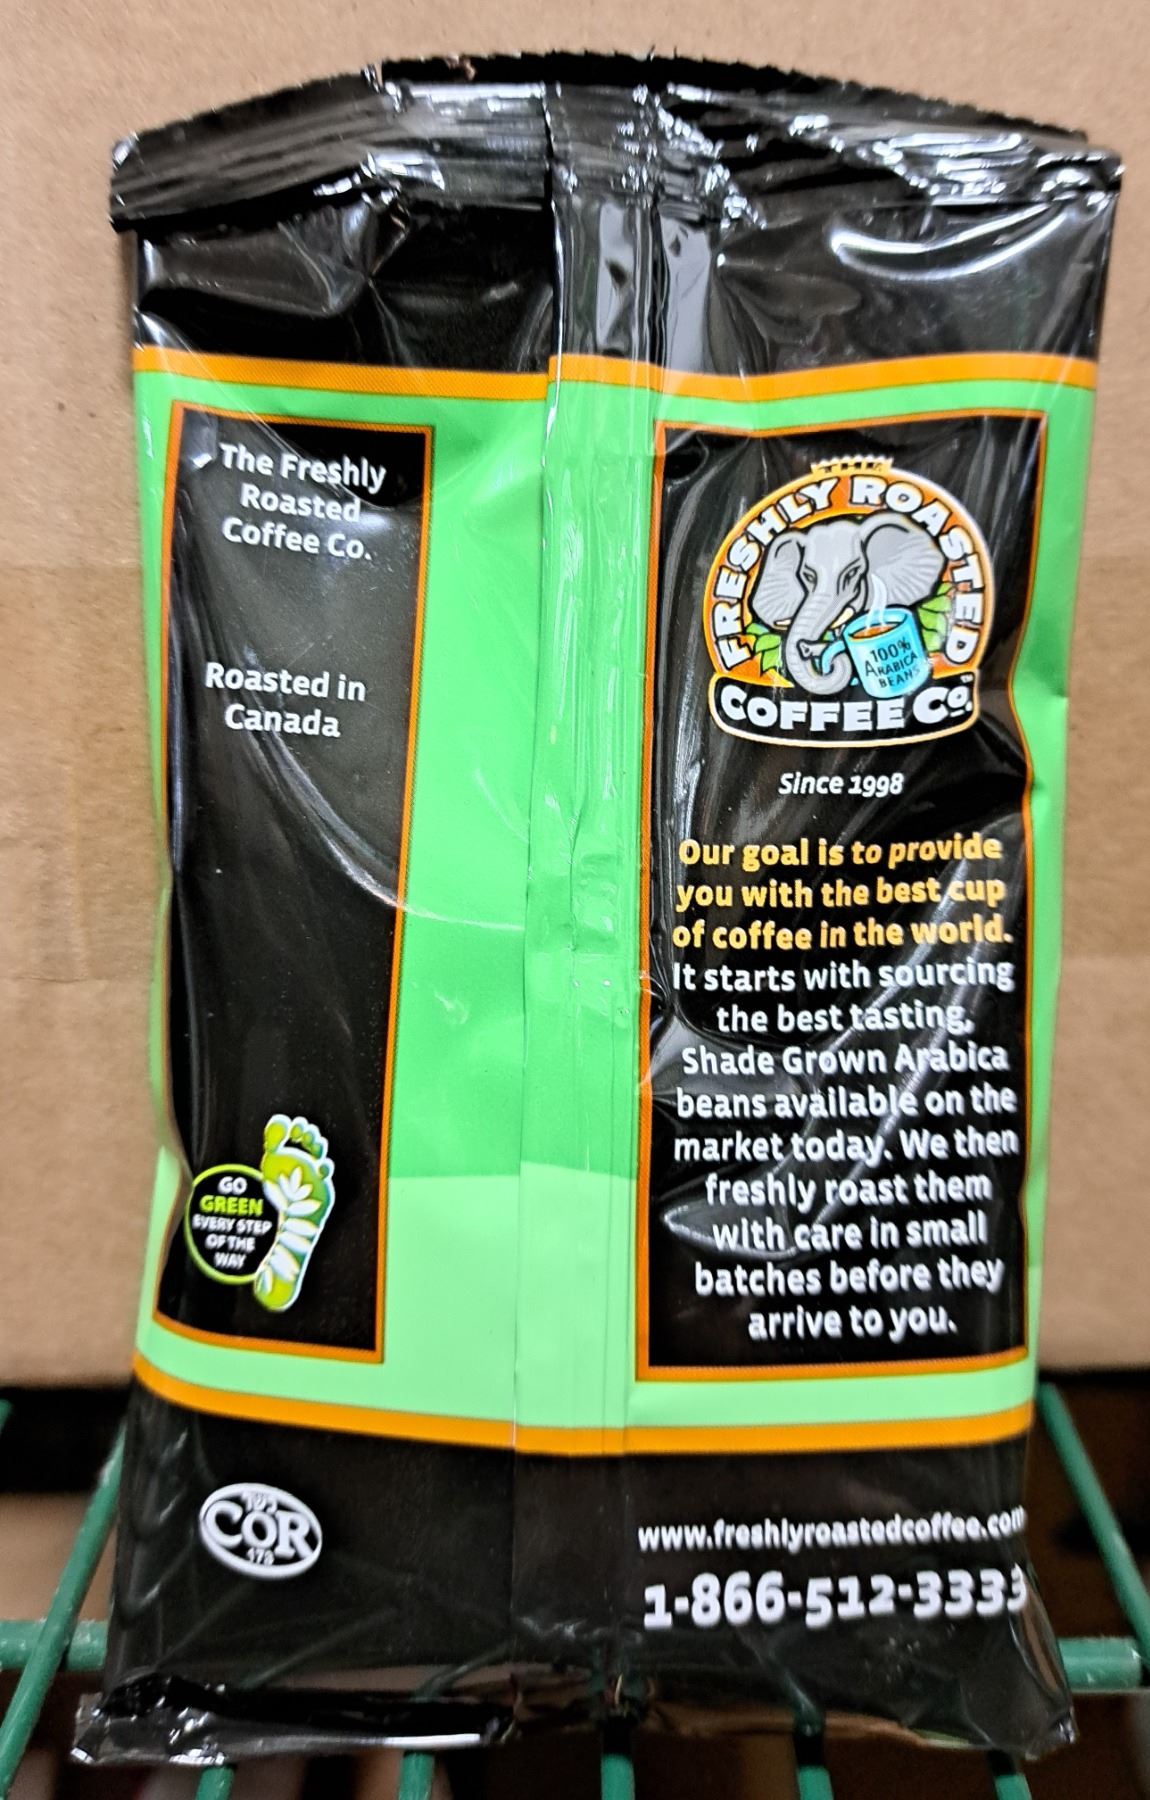 The Freshly
Roasted
Coffee Co.
Roasted in
Canada
GO
GREEN
EVERY STEP
OF THE
WAY
כשר
COR
473
THE
FRESHLY ROASTED
COFFEE CO.™
100%
ARABICA
BEANS
Since 1998
Our goal is to provide
you with the best cup
of coffee in the world.
It starts with sourcing
the best tasting,
Shade Grown Arabica
beans available on the
market today. We then
freshly roast them
with care in small
batches before they
arrive to you.
www.freshlyroastedcoffee.com
1-866-512-3333